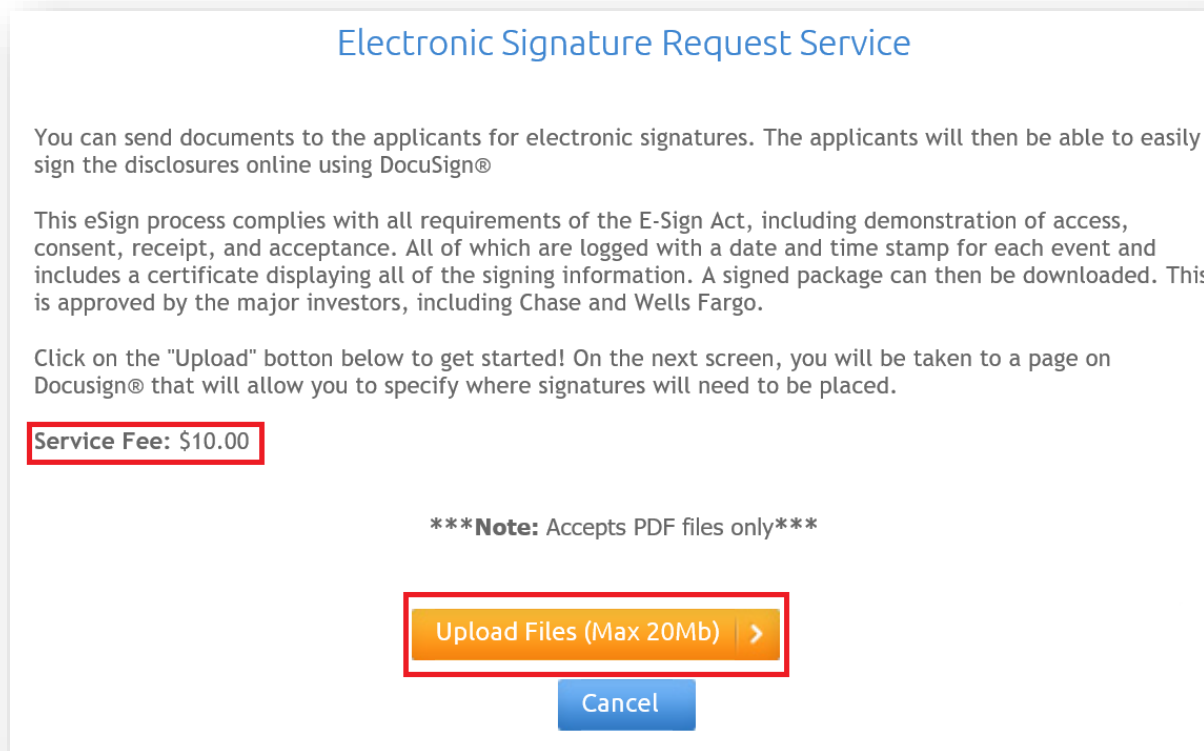 Electronic Signature Request Service
You can send documents to the applicants for electronic signatures. The applicants will then be able to easily
sign the disclosures online using DocuSign®
This eSign process complies with all requirements of the E-Sign Act, including demonstration of access,
consent, receipt, and acceptance. All of which are logged with a date and time stamp for each event and
includes a certificate displaying all of the signing information. A signed package can then be downloaded. This
is approved by the major investors, including Chase and Wells Fargo.
Click on the "Upload" botton below to get started! On the next screen, you will be taken to a page on
Docusign® that will allow you to specify where signatures will need to be placed.
Service Fee: $10.00
***Note: Accepts PDF files only***
Upload Files (Max 20Mb)
Cancel